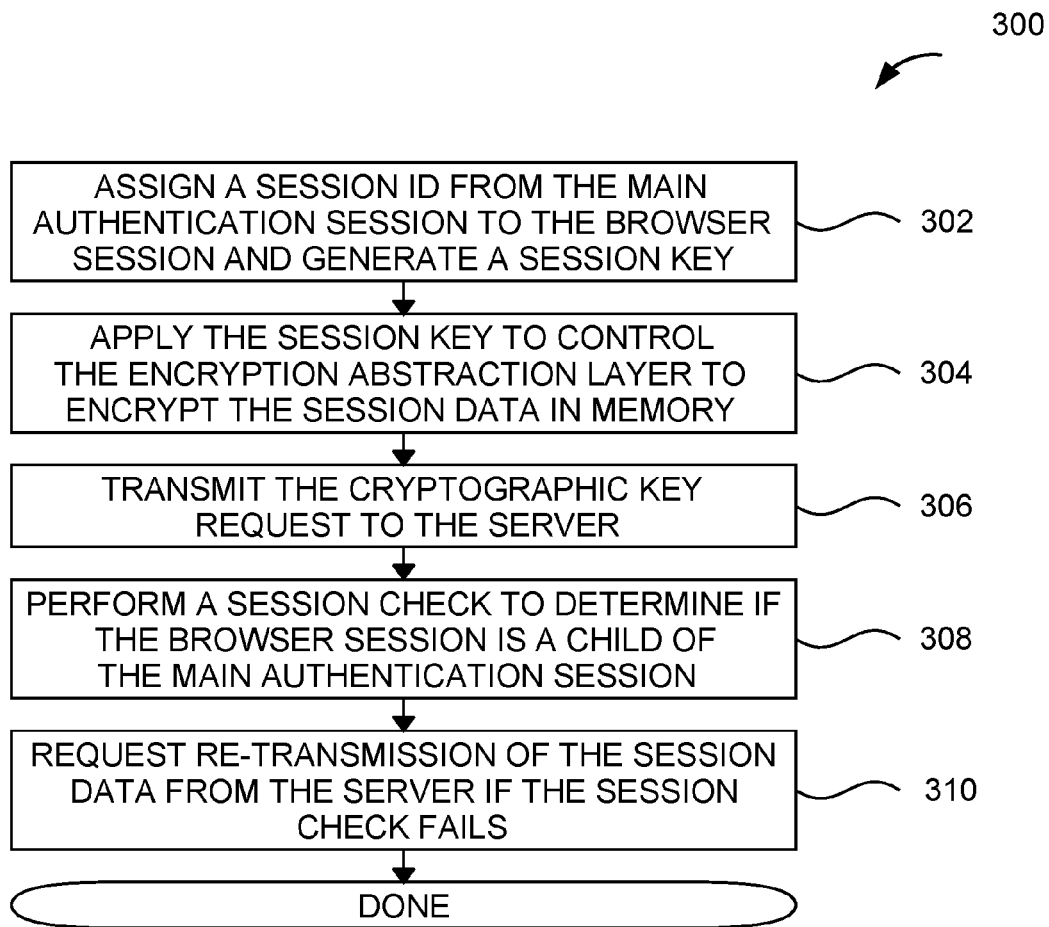 300
ASSIGN A SESSION ID FROM THE MAIN
AUTHENTICATION SESSION TO THE BROWSER
SESSION AND GENERATE A SESSION KEY
302
APPLY THE SESSION KEY TO CONTROL
THE ENCRYPTION ABSTRACTION LAYER TO
ENCRYPT THE SESSION DATA IN MEMORY
304
TRANSMIT THE CRYPTOGRAPHIC KEY
REQUEST TO THE SERVER
306
PERFORM A SESSION CHECK TO DETERMINE IF
THE BROWSER SESSION IS A CHILD OF
THE MAIN AUTHENTICATION SESSION
308
REQUEST RE-TRANSMISSION OF THE SESSION
DATA FROM THE SERVER IF THE SESSION
CHECK FAILS
310
DONE